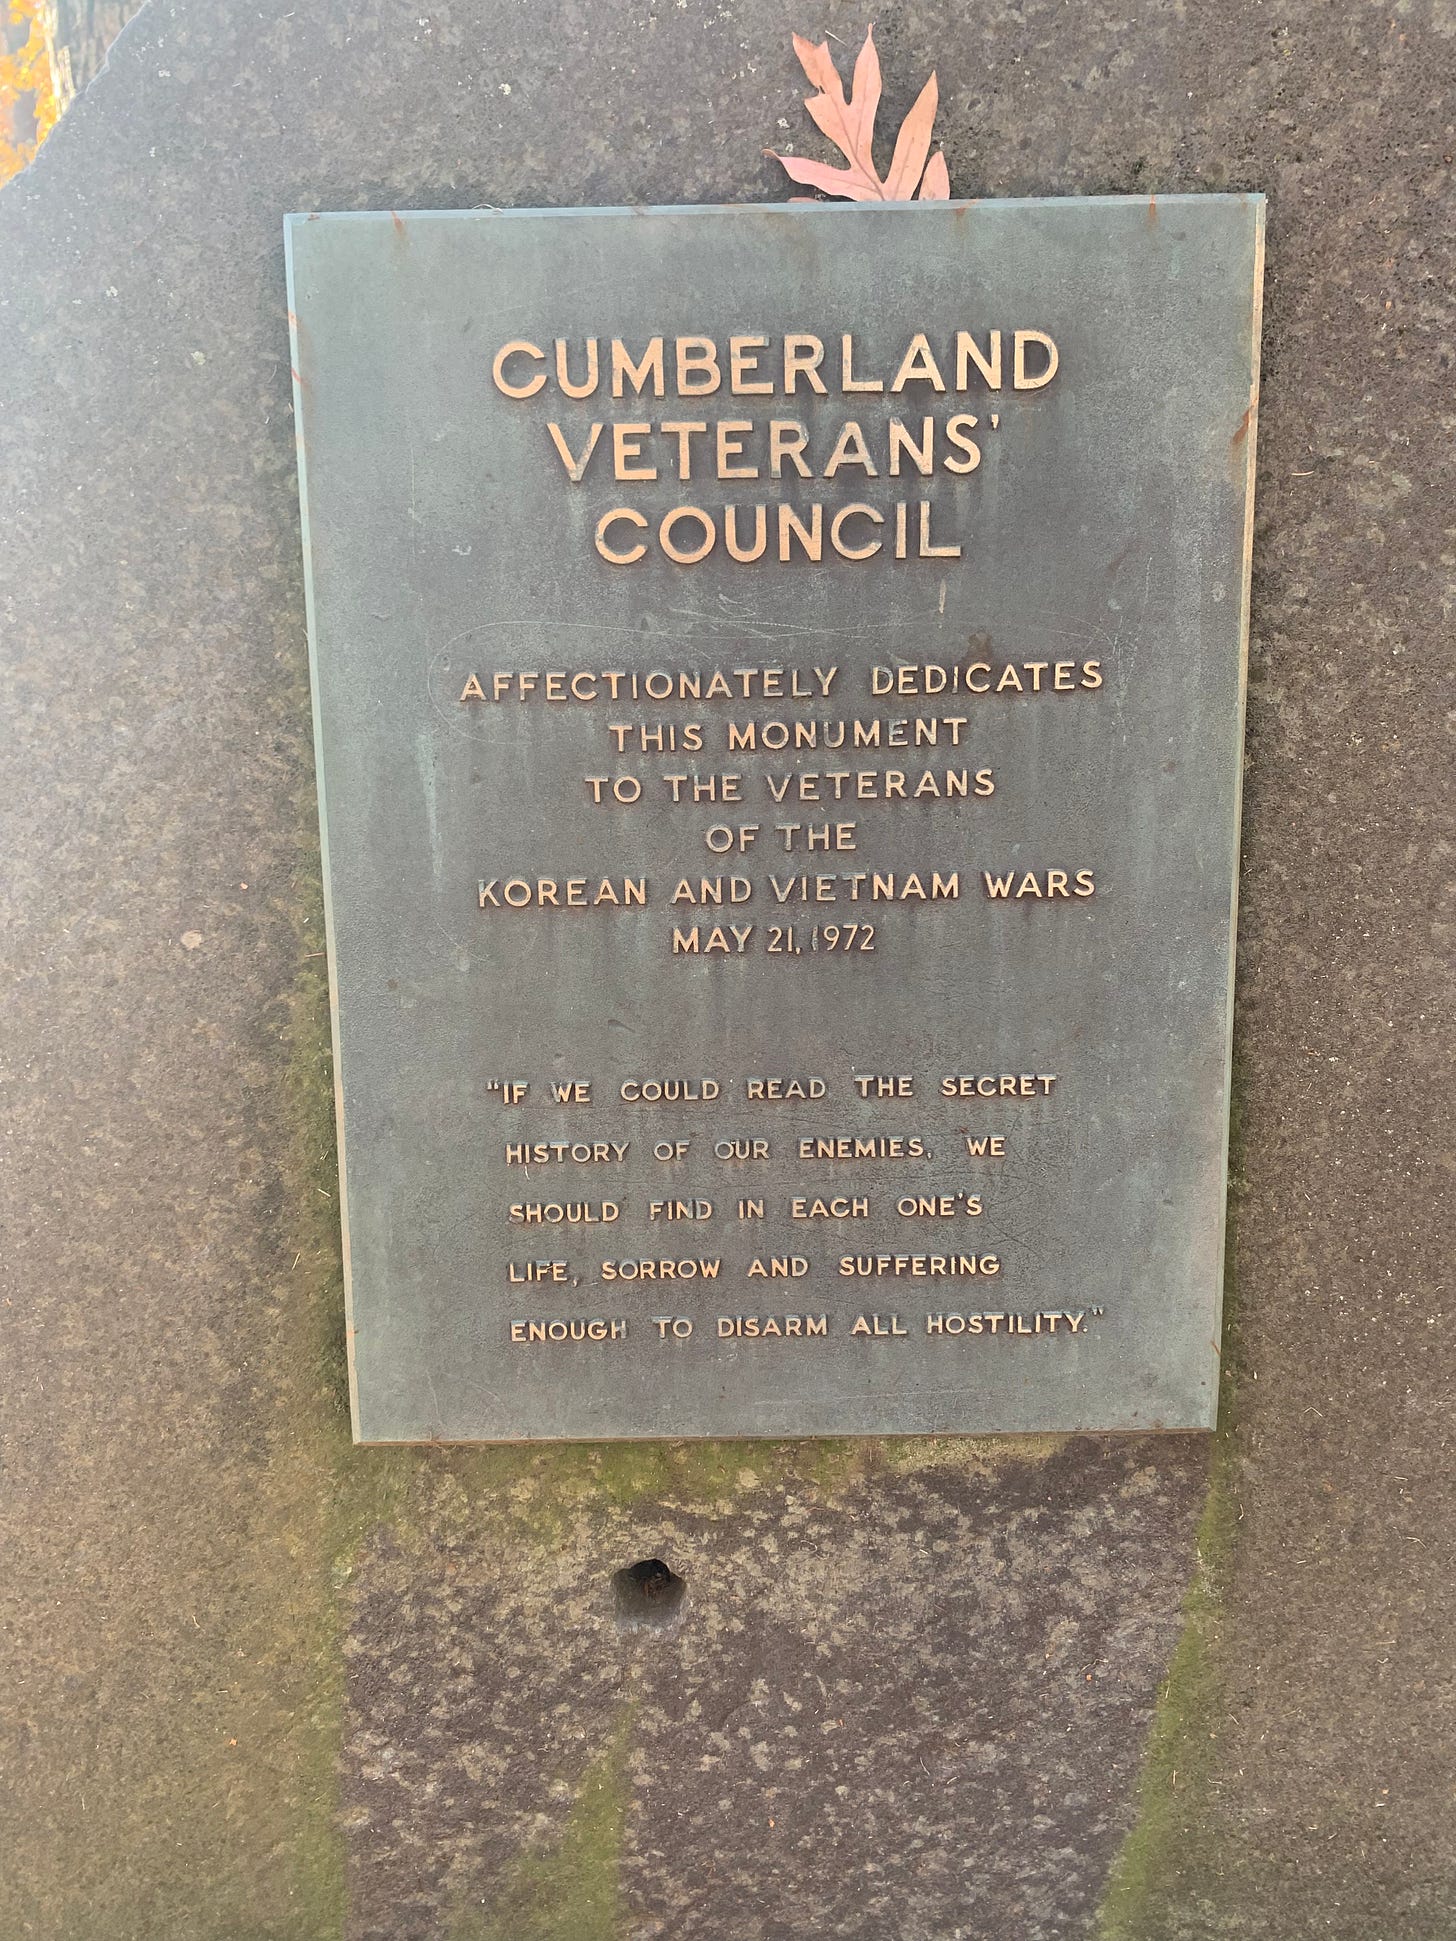 CUMBERLAND
VETERANS'
COUNCIL
AFFECTIONATELY DEDICATES
THIS MONUMENT
TO THE VETERANS
OF THE
KOREAN AND VIETNAM WARS
MAY 21, 1972
"IF WE COULD READ THE SECRET
HISTORY OF OUR ENEMIES, WE
SHOULD FIND IN EACH ONE'S
LIFE, SORROW AND SUFFERING
ENOUGH TO DISARM ALL HOSTILITY."